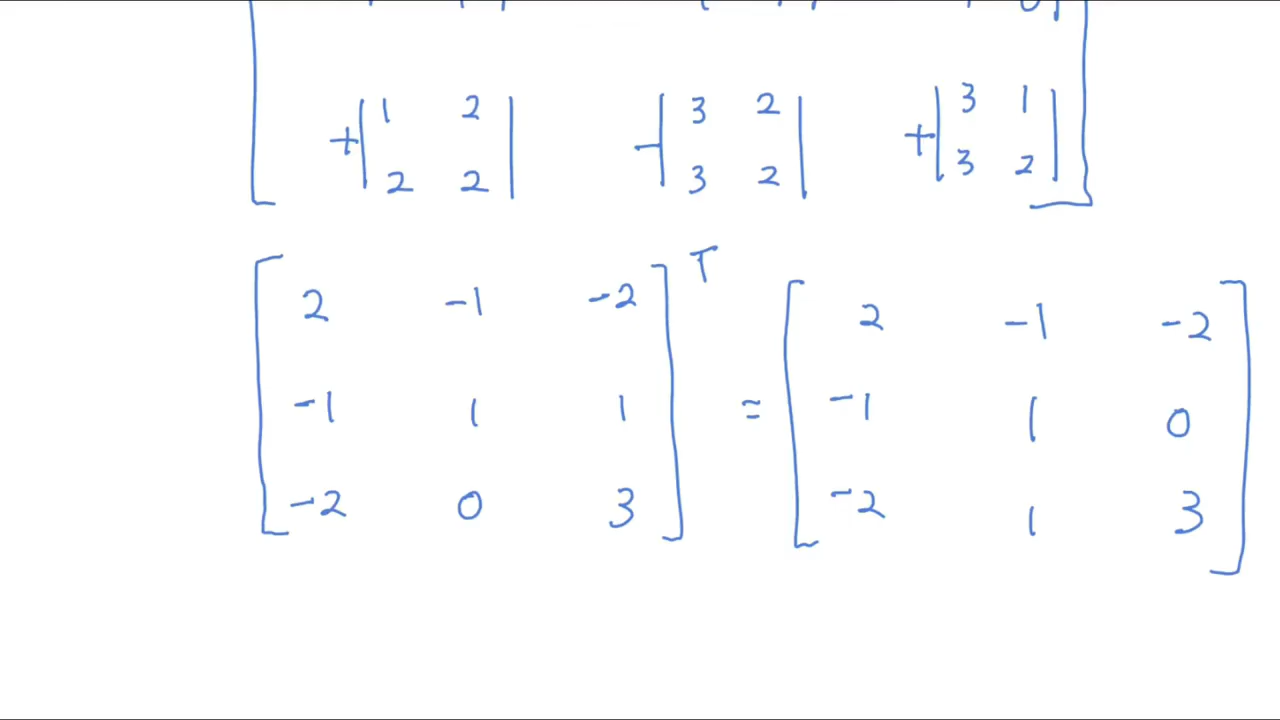 +| 1 2 | -| 3 2 | +| 3 1 |
| 2 2 | | 3 2 | | 3 2 |
[ 2 -1 -2 ]ᵀ [ 2 -1 -2 ]
[ -1 1 1 ] = [ -1 1 0 ]
[ -2 0 3 ] [ -2 1 3 ]